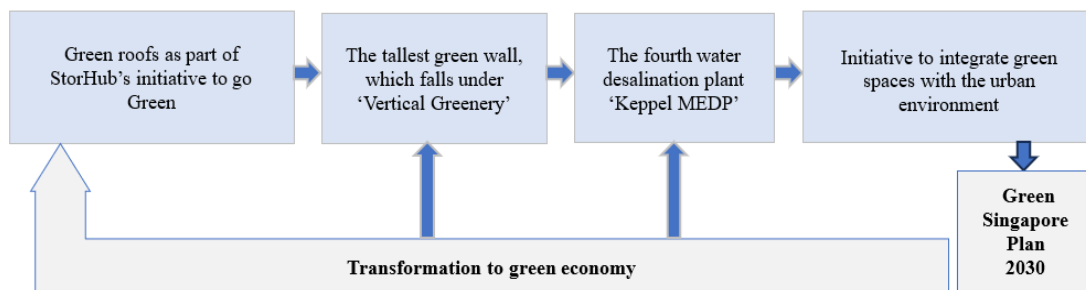 Green roofs as part of
StorHub's initiative to go
Green
The tallest green wall,
which falls under
‘Vertical Greenery’
The fourth water
desalination plant
‘Keppel MEDP’
Initiative to integrate green
spaces with the urban
environment
Green
Singapore
Plan
2030
Transformation to green economy